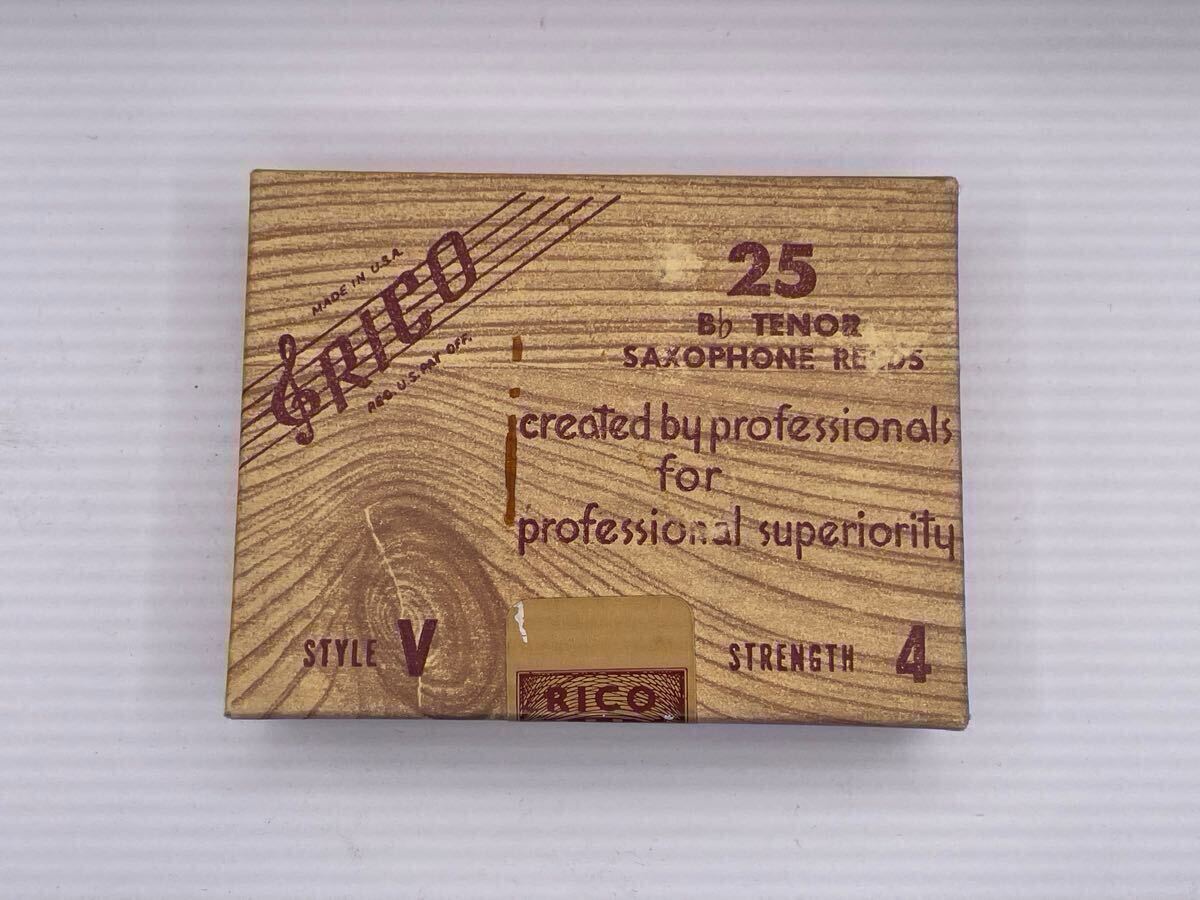 MADE IN U.S.A.
RICO
REG. U.S. PAT. OFF.
25
B♭ TENOR
SAXOPHONE REEDS
created by professionals
for
professional superiority
STYLE V
STRENGTH 4
RICO